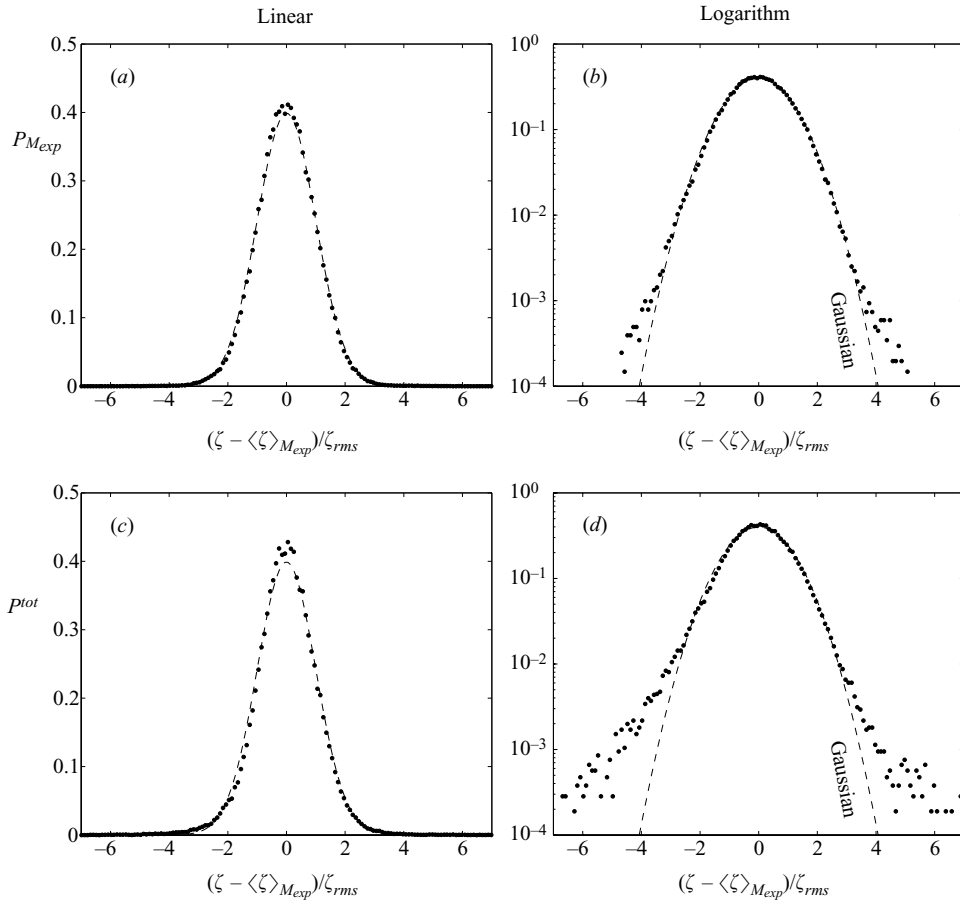 Linear
Logarithm
0.5
0.4
0.3
0.2
0.1
0
(a)
P_{M_{exp}}
–6 –4 –2 0 2 4 6
(ζ – ⟨ζ⟩_{M_{exp}})/ζ_{rms}
10^0
10^{–1}
10^{–2}
10^{–3}
10^{–4}
(b)
Gaussian
–6 –4 –2 0 2 4 6
(ζ – ⟨ζ⟩_{M_{exp}})/ζ_{rms}
0.5
0.4
0.3
0.2
0.1
0
(c)
P^{tot}
–6 –4 –2 0 2 4 6
(ζ – ⟨ζ⟩_{M_{exp}})/ζ_{rms}
10^0
10^{–1}
10^{–2}
10^{–3}
10^{–4}
(d)
Gaussian
–6 –4 –2 0 2 4 6
(ζ – ⟨ζ⟩_{M_{exp}})/ζ_{rms}